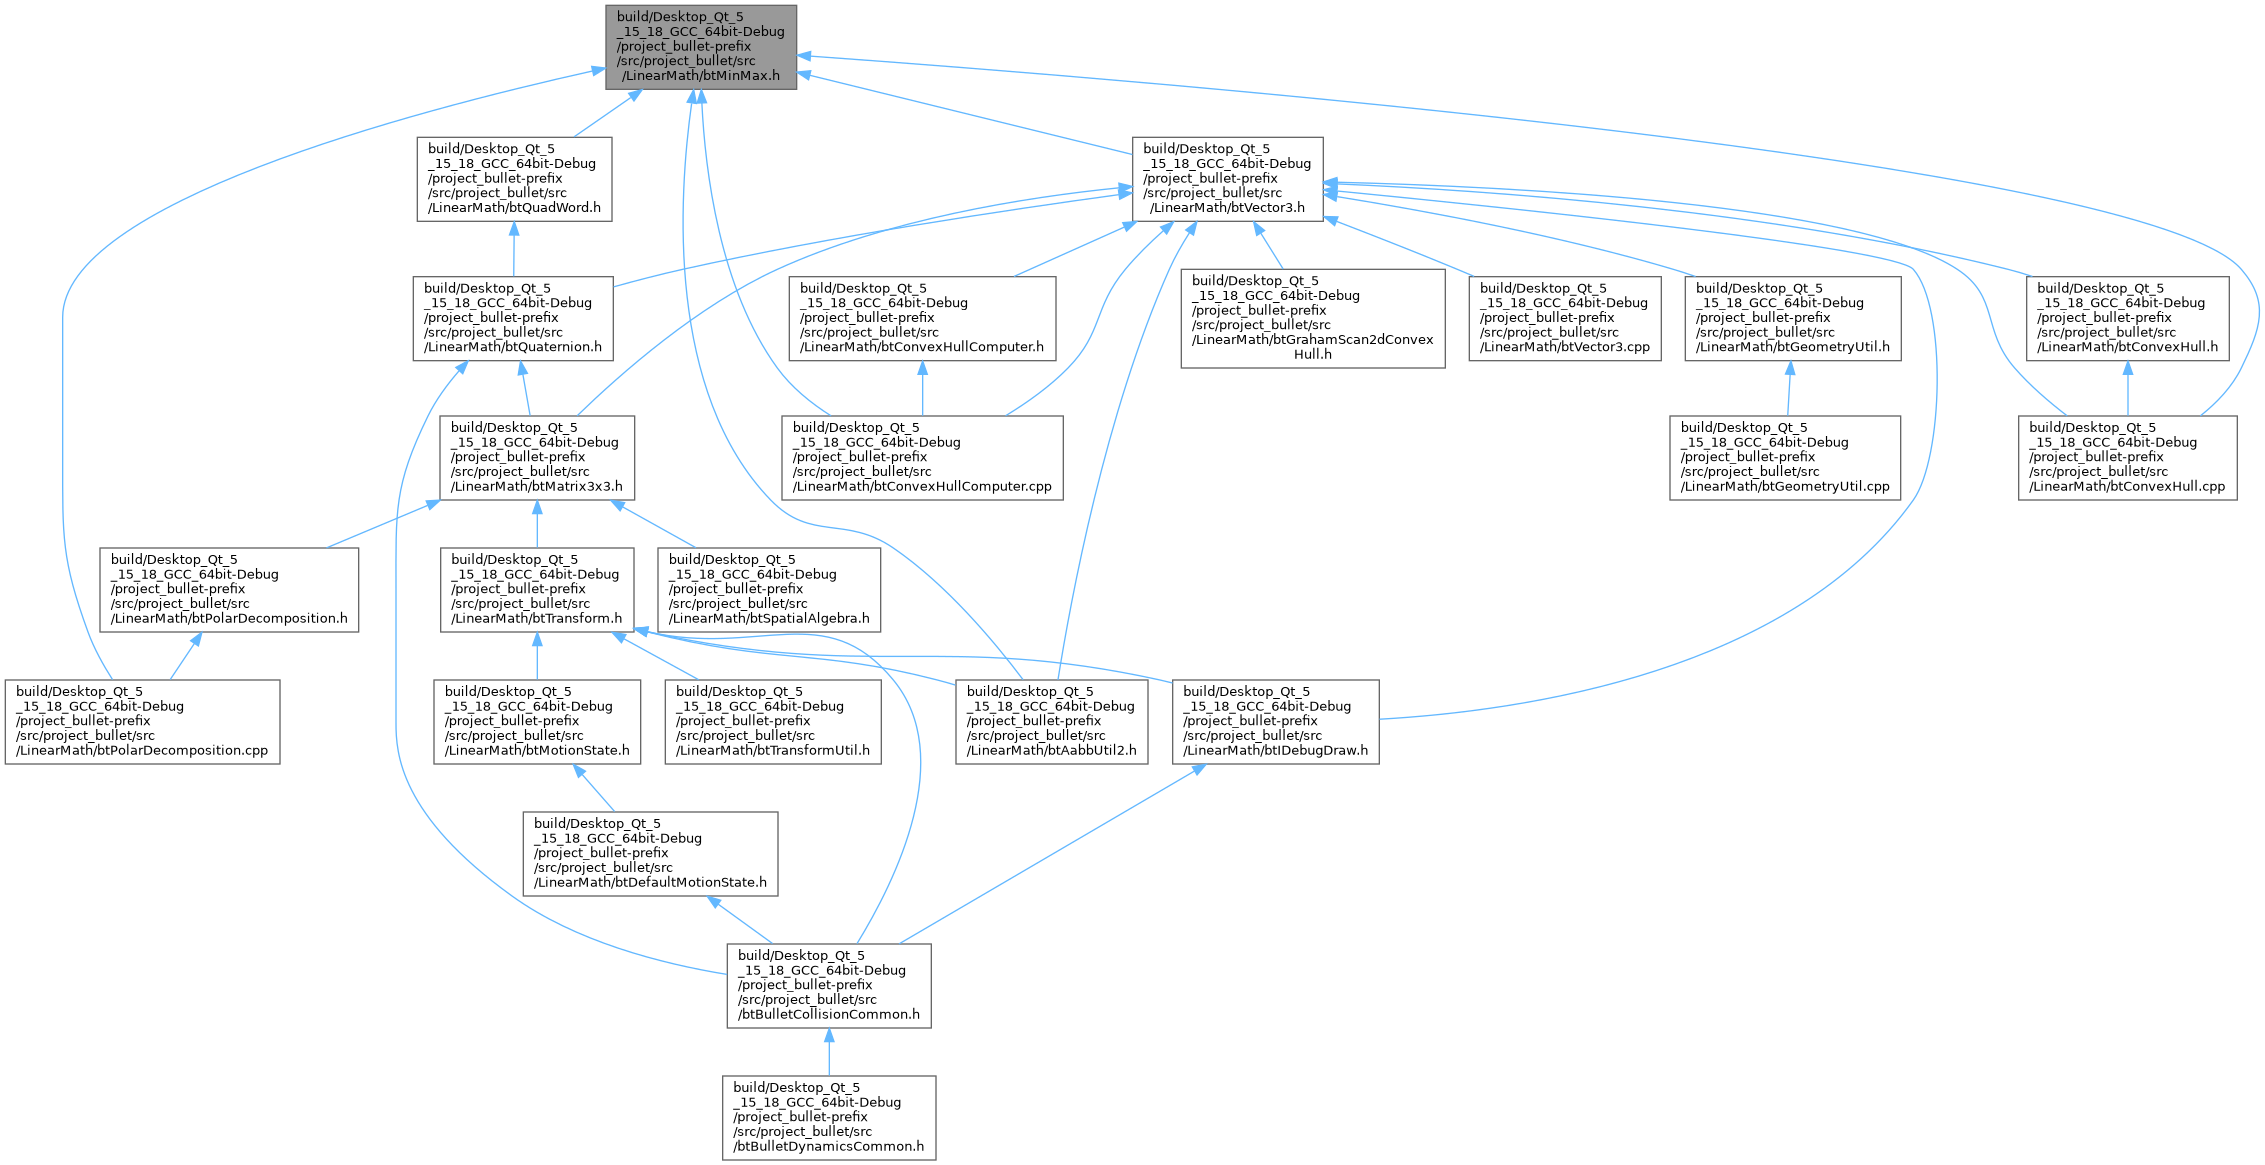 build/Desktop_Qt_5
_15_18_GCC_64bit-Debug
/project_bullet-prefix
/src/project_bullet/src
/LinearMath/btMinMax.h
build/Desktop_Qt_5
_15_18_GCC_64bit-Debug
/project_bullet-prefix
/src/project_bullet/src
/LinearMath/btQuadWord.h
build/Desktop_Qt_5
_15_18_GCC_64bit-Debug
/project_bullet-prefix
/src/project_bullet/src
/LinearMath/btVector3.h
build/Desktop_Qt_5
_15_18_GCC_64bit-Debug
/project_bullet-prefix
/src/project_bullet/src
/LinearMath/btQuaternion.h
build/Desktop_Qt_5
_15_18_GCC_64bit-Debug
/project_bullet-prefix
/src/project_bullet/src
/LinearMath/btConvexHullComputer.h
build/Desktop_Qt_5
_15_18_GCC_64bit-Debug
/project_bullet-prefix
/src/project_bullet/src
/LinearMath/btGrahamScan2dConvex
Hull.h
build/Desktop_Qt_5
_15_18_GCC_64bit-Debug
/project_bullet-prefix
/src/project_bullet/src
/LinearMath/btVector3.cpp
build/Desktop_Qt_5
_15_18_GCC_64bit-Debug
/project_bullet-prefix
/src/project_bullet/src
/LinearMath/btGeometryUtil.h
build/Desktop_Qt_5
_15_18_GCC_64bit-Debug
/project_bullet-prefix
/src/project_bullet/src
/LinearMath/btConvexHull.h
build/Desktop_Qt_5
_15_18_GCC_64bit-Debug
/project_bullet-prefix
/src/project_bullet/src
/LinearMath/btMatrix3x3.h
build/Desktop_Qt_5
_15_18_GCC_64bit-Debug
/project_bullet-prefix
/src/project_bullet/src
/LinearMath/btConvexHullComputer.cpp
build/Desktop_Qt_5
_15_18_GCC_64bit-Debug
/project_bullet-prefix
/src/project_bullet/src
/LinearMath/btGeometryUtil.cpp
build/Desktop_Qt_5
_15_18_GCC_64bit-Debug
/project_bullet-prefix
/src/project_bullet/src
/LinearMath/btConvexHull.cpp
build/Desktop_Qt_5
_15_18_GCC_64bit-Debug
/project_bullet-prefix
/src/project_bullet/src
/LinearMath/btPolarDecomposition.h
build/Desktop_Qt_5
_15_18_GCC_64bit-Debug
/project_bullet-prefix
/src/project_bullet/src
/LinearMath/btTransform.h
build/Desktop_Qt_5
_15_18_GCC_64bit-Debug
/project_bullet-prefix
/src/project_bullet/src
/LinearMath/btSpatialAlgebra.h
build/Desktop_Qt_5
_15_18_GCC_64bit-Debug
/project_bullet-prefix
/src/project_bullet/src
/LinearMath/btPolarDecomposition.cpp
build/Desktop_Qt_5
_15_18_GCC_64bit-Debug
/project_bullet-prefix
/src/project_bullet/src
/LinearMath/btMotionState.h
build/Desktop_Qt_5
_15_18_GCC_64bit-Debug
/project_bullet-prefix
/src/project_bullet/src
/LinearMath/btTransformUtil.h
build/Desktop_Qt_5
_15_18_GCC_64bit-Debug
/project_bullet-prefix
/src/project_bullet/src
/LinearMath/btAabbUtil2.h
build/Desktop_Qt_5
_15_18_GCC_64bit-Debug
/project_bullet-prefix
/src/project_bullet/src
/LinearMath/btIDebugDraw.h
build/Desktop_Qt_5
_15_18_GCC_64bit-Debug
/project_bullet-prefix
/src/project_bullet/src
/LinearMath/btDefaultMotionState.h
build/Desktop_Qt_5
_15_18_GCC_64bit-Debug
/project_bullet-prefix
/src/project_bullet/src
/btBulletCollisionCommon.h
build/Desktop_Qt_5
_15_18_GCC_64bit-Debug
/project_bullet-prefix
/src/project_bullet/src
/btBulletDynamicsCommon.h